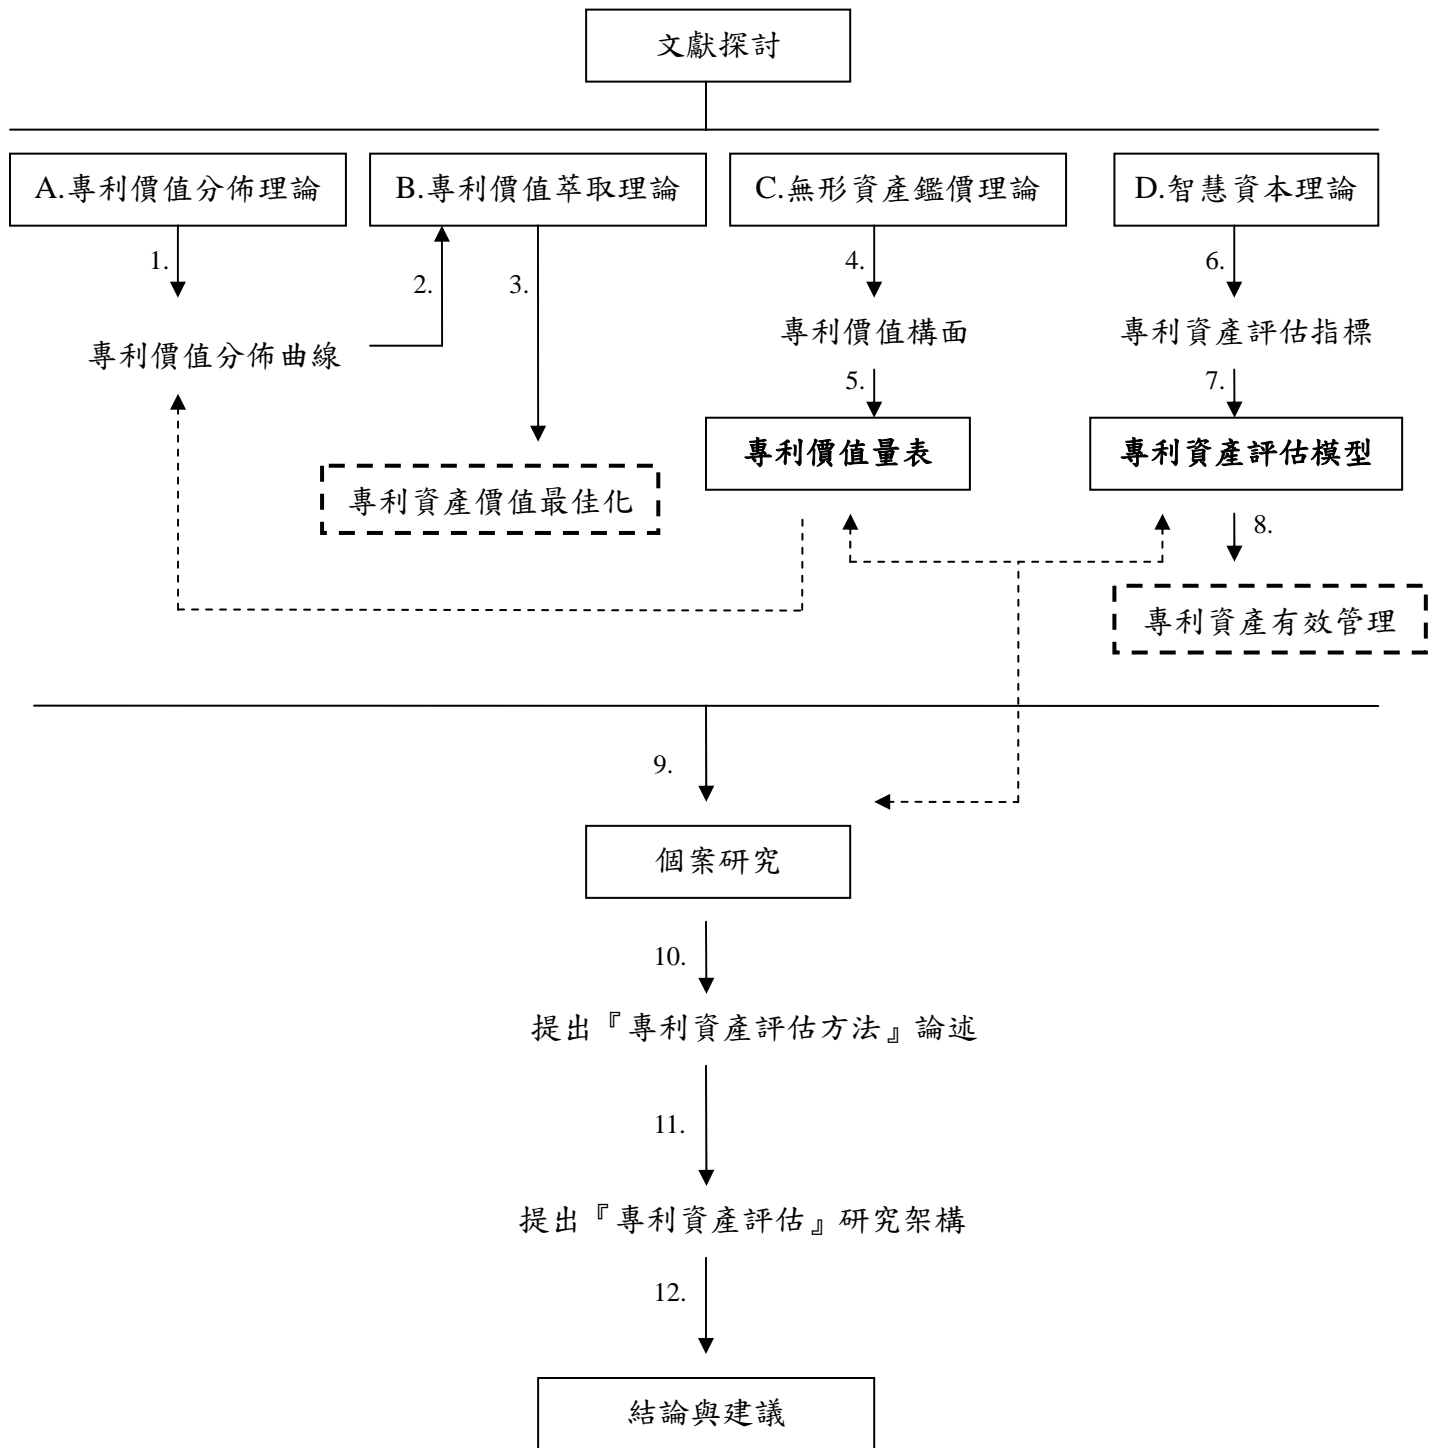 文獻探討
A.專利價值分佈理論
B.專利價值萃取理論
C.無形資產鑑價理論
D.智慧資本理論
1.
2.
3.
4.
6.
專利價值分佈曲線
專利價值構面
專利資產評估指標
5.
7.
專利價值量表
專利資產評估模型
專利資產價值最佳化
8.
專利資產有效管理
9.
個案研究
10.
提出『專利資產評估方法』論述
11.
提出『專利資產評估』研究架構
12.
結論與建議